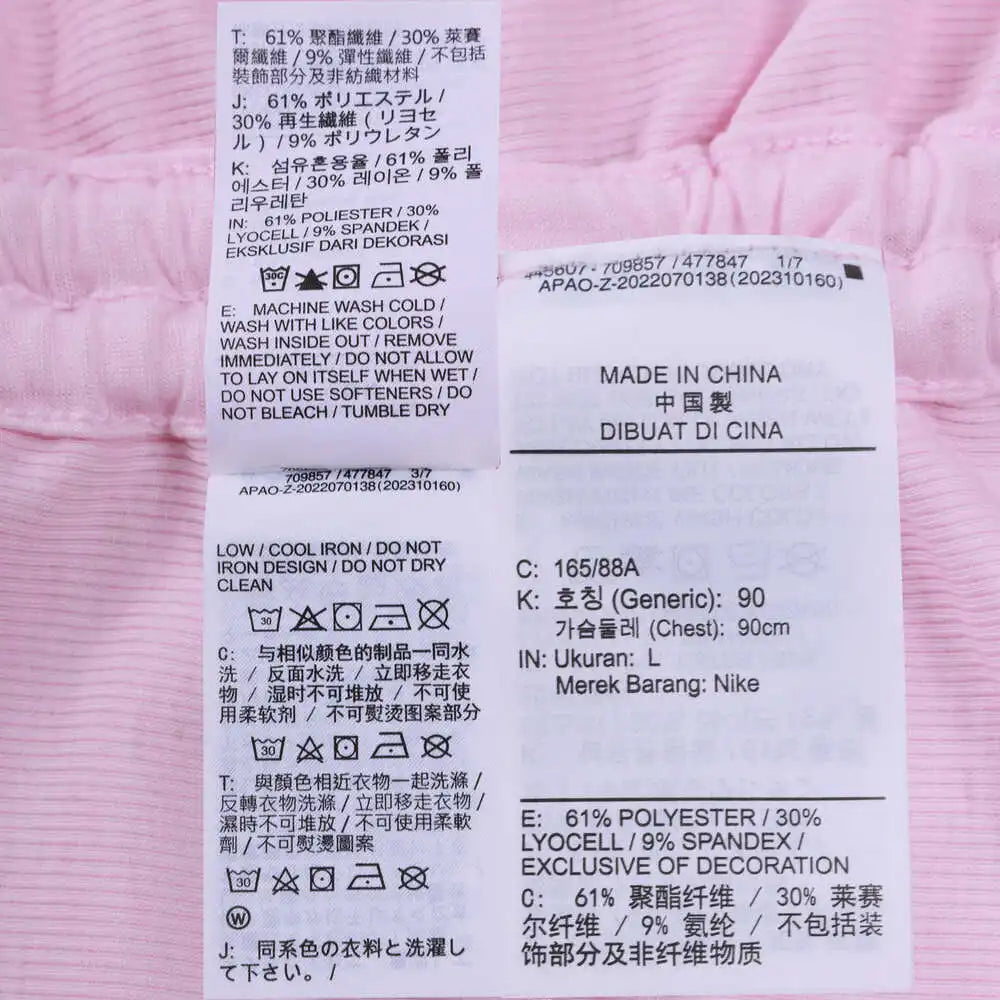 T: 61% 聚酯纖維 / 30% 萊賽
爾纖維 / 9% 彈性纖維 / 不包括
裝飾部分及非紡織材料
J: 61% ポリエステル /
30% 再生繊維 ( リヨセ
ル ) / 9% ポリウレタン
K: 섬유혼용율 / 61% 폴리
에스터 / 30% 레이온 / 9% 폴
리우레탄
IN: 61% POLIESTER / 30%
LYOCELL / 9% SPANDEK /
EKSKLUSIF DARI DEKORASI
30C
E: MACHINE WASH COLD /
WASH WITH LIKE COLORS /
WASH INSIDE OUT / REMOVE
IMMEDIATELY / DO NOT ALLOW
TO LAY ON ITSELF WHEN WET /
DO NOT USE SOFTENERS / DO
NOT BLEACH / TUMBLE DRY
709857 / 477847 3/7
APAO-Z-2022070138 (202310160)
LOW / COOL IRON / DO NOT
IRON DESIGN / DO NOT DRY
CLEAN
30
C: 与相似颜色的制品一同水
洗 / 反面水洗 / 立即移走衣
物 / 湿时不可堆放 / 不可使
用柔软剂 / 不可熨烫图案部分
30
T: 與顏色相近衣物一起洗滌 /
反轉衣物洗滌 / 立即移走衣物 /
濕時不可堆放 / 不可使用柔軟
劑 / 不可熨燙圖案
30
W
J: 同系色の衣料と洗濯し
て下さい。 /
709857 / 477847 1/7
APAO-Z-2022070138 (202310160)
MADE IN CHINA
中国製
DIBUAT DI CINA
C: 165/88A
K: 호칭 (Generic): 90
가슴둘레 (Chest): 90cm
IN: Ukuran: L
Merek Barang: Nike
E: 61% POLYESTER / 30%
LYOCELL / 9% SPANDEX /
EXCLUSIVE OF DECORATION
C: 61% 聚酯纤维 / 30% 莱赛
尔纤维 / 9% 氨纶 / 不包括装
饰部分及非纤维物质